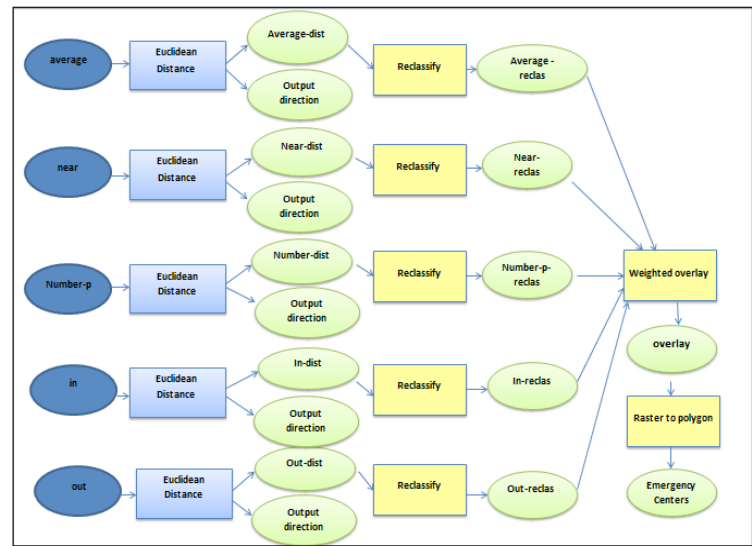 average
Euclidean
Distance
Average-dist
Output
direction
Reclassify
Average -
reclas
near
Euclidean
Distance
Near-dist
Output
direction
Reclassify
Near-
reclas
Number-p
Euclidean
Distance
Number-dist
Output
direction
Reclassify
Number-p-
reclas
in
Euclidean
Distance
In-dist
Output
direction
Reclassify
In-reclas
out
Euclidean
Distance
Out-dist
Output
direction
Reclassify
Out-reclas
Weighted overlay
overlay
Raster to polygon
Emergency
Centers